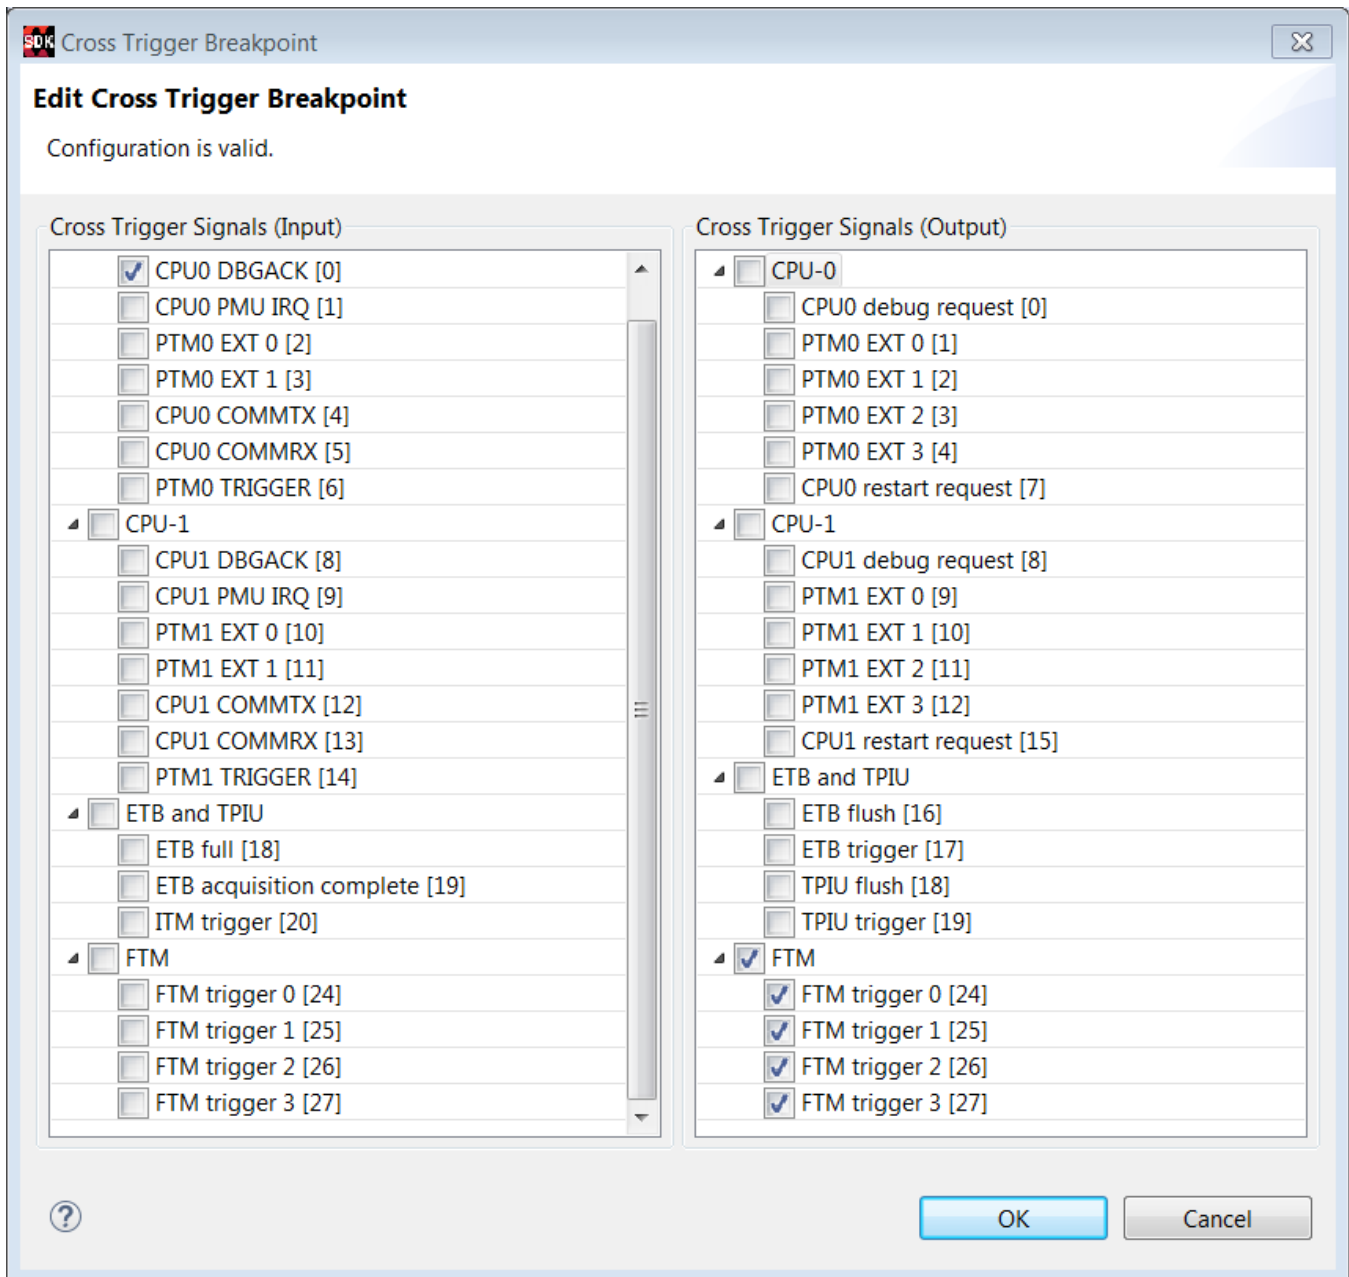 SDK Cross Trigger Breakpoint
Edit Cross Trigger Breakpoint
Configuration is valid.
Cross Trigger Signals (Input)
CPU0 DBGACK [0]
CPU0 PMU IRQ [1]
PTM0 EXT 0 [2]
PTM0 EXT 1 [3]
CPU0 COMMTX [4]
CPU0 COMMRX [5]
PTM0 TRIGGER [6]
CPU-1
CPU1 DBGACK [8]
CPU1 PMU IRQ [9]
PTM1 EXT 0 [10]
PTM1 EXT 1 [11]
CPU1 COMMTX [12]
CPU1 COMMRX [13]
PTM1 TRIGGER [14]
ETB and TPIU
ETB full [18]
ETB acquisition complete [19]
ITM trigger [20]
FTM
FTM trigger 0 [24]
FTM trigger 1 [25]
FTM trigger 2 [26]
FTM trigger 3 [27]
Cross Trigger Signals (Output)
CPU-0
CPU0 debug request [0]
PTM0 EXT 0 [1]
PTM0 EXT 1 [2]
PTM0 EXT 2 [3]
PTM0 EXT 3 [4]
CPU0 restart request [7]
CPU-1
CPU1 debug request [8]
PTM1 EXT 0 [9]
PTM1 EXT 1 [10]
PTM1 EXT 2 [11]
PTM1 EXT 3 [12]
CPU1 restart request [15]
ETB and TPIU
ETB flush [16]
ETB trigger [17]
TPIU flush [18]
TPIU trigger [19]
FTM
FTM trigger 0 [24]
FTM trigger 1 [25]
FTM trigger 2 [26]
FTM trigger 3 [27]
?
OK
Cancel